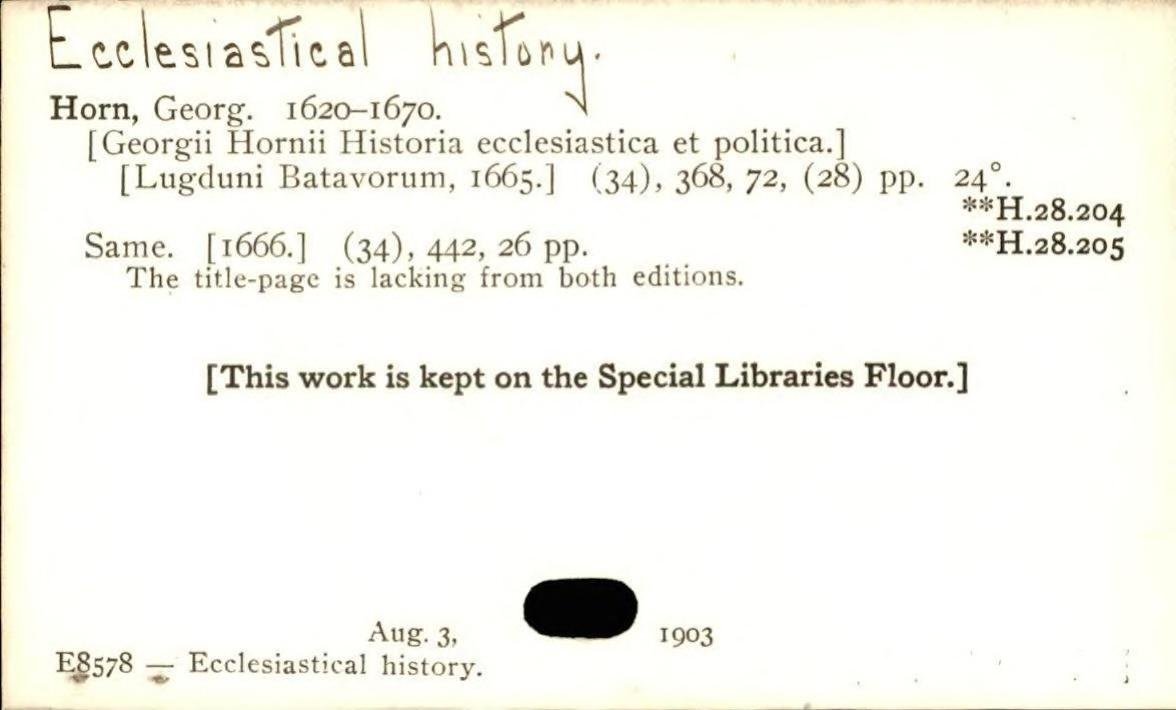 Ecclesiastical history.
Horn, Georg. 1620–1670.
[Georgii Hornii Historia ecclesiastica et politica.]
[Lugduni Batavorum, 1665.] (34), 368, 72, (28) pp. 24°.
**H.28.204
Same. [1666.] (34), 442, 26 pp. **H.28.205
The title-page is lacking from both editions.
[This work is kept on the Special Libraries Floor.]
Aug. 3, 1903
E8578 — Ecclesiastical history.